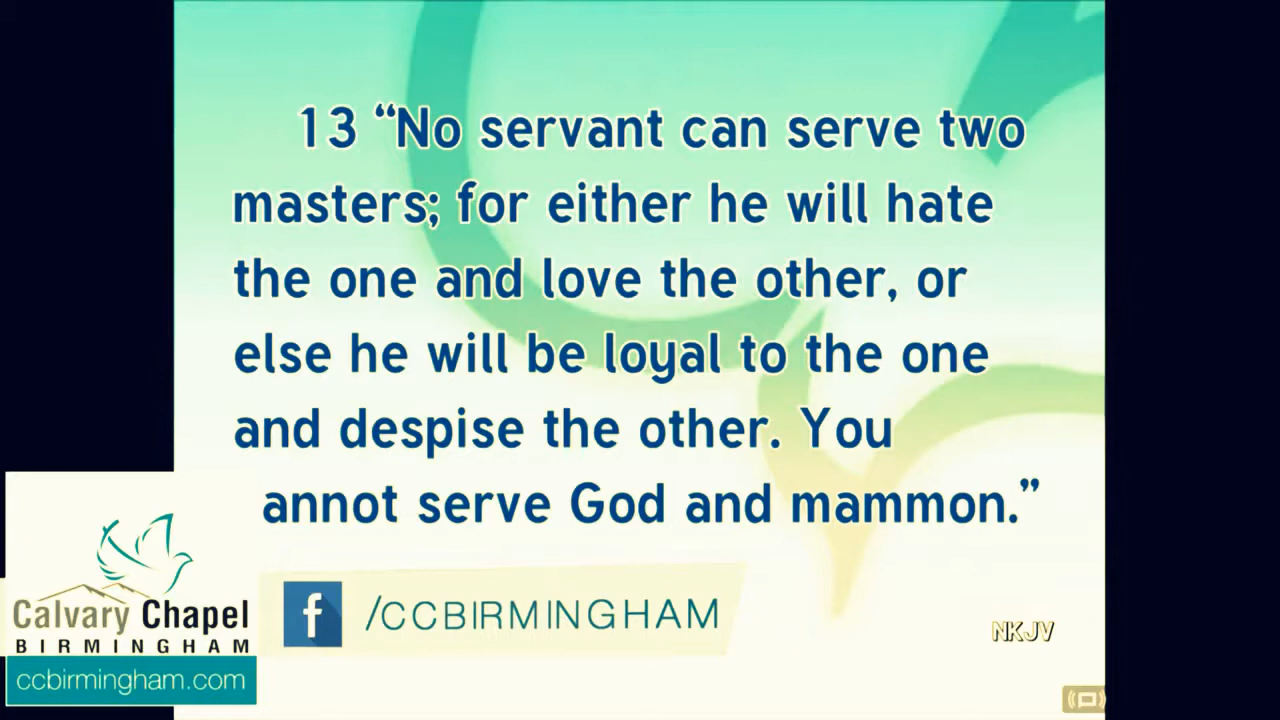 13 “No servant can serve two
masters; for either he will hate
the one and love the other, or
else he will be loyal to the one
and despise the other. You
annot serve God and mammon.”
/CCBIRMINGHAM
NKJV
Calvary Chapel
BIRMINGHAM
ccbirmingham.com